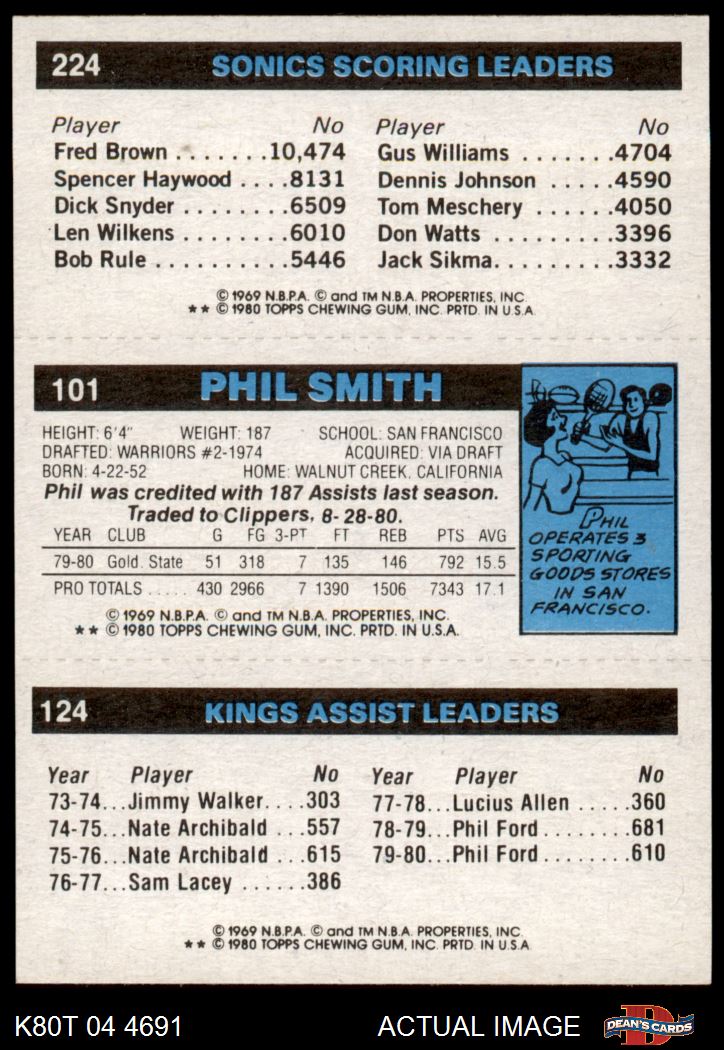 224 SONICS SCORING LEADERS
Player No Player No
Fred Brown . . . . . . .10,474 Gus Williams . . . . . .4704
Spencer Haywood . . . .8131 Dennis Johnson . . . . .4590
Dick Snyder . . . . . . . .6509 Tom Meschery . . . . . .4050
Len Wilkens . . . . . . . .6010 Don Watts . . . . . . . . .3396
Bob Rule . . . . . . . . . .5446 Jack Sikma. . . . . . . . .3332
© 1969 N.B.P.A. © and TM N.B.A. PROPERTIES, INC.
★ ★ © 1980 TOPPS CHEWING GUM, INC. PRTD. IN U.S.A.
101 PHIL SMITH
HEIGHT: 6'4" WEIGHT: 187 SCHOOL: SAN FRANCISCO
DRAFTED: WARRIORS #2-1974 ACQUIRED: VIA DRAFT
BORN: 4-22-52 HOME: WALNUT CREEK, CALIFORNIA
Phil was credited with 187 Assists last season.
Traded to Clippers, 8-28-80.
YEAR CLUB G FG 3-PT FT REB PTS AVG
79-80 Gold. State 51 318 7 135 146 792 15.5
PRO TOTALS . . . . . 430 2966 7 1390 1506 7343 17.1
© 1969 N.B.P.A. © and TM N.B.A. PROPERTIES, INC.
★ ★ © 1980 TOPPS CHEWING GUM, INC. PRTD. IN U.S.A.
PHIL
OPERATES 3
SPORTING
GOODS STORES
IN SAN
FRANCISCO.
124 KINGS ASSIST LEADERS
Year Player No Year Player No
73-74...Jimmy Walker. . . .303 77-78...Lucius Allen . . . . .360
74-75...Nate Archibald . . .557 78-79...Phil Ford . . . . . . . .681
75-76...Nate Archibald . . .615 79-80...Phil Ford . . . . . . . .610
76-77...Sam Lacey . . . . . .386
© 1969 N.B.P.A. © and TM N.B.A. PROPERTIES, INC.
★ ★ © 1980 TOPPS CHEWING GUM, INC. PRTD. IN U.S.A.
K80T 04 4691 ACTUAL IMAGE D DEAN'S CARDS